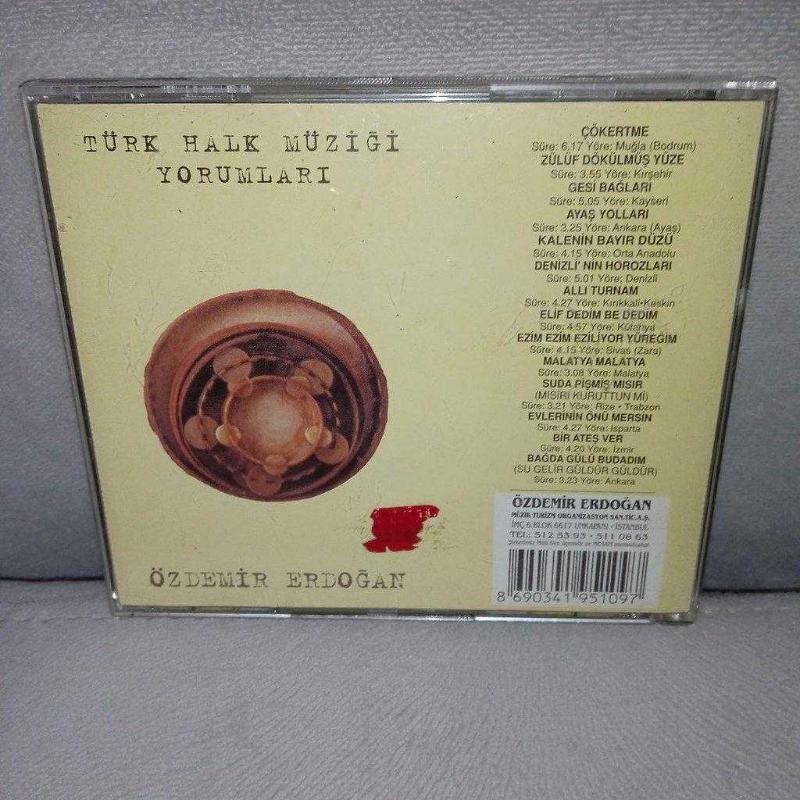 TÜRK HALK MÜZİĞİ
YORUMLARI
ÇÖKERTME
Süre: 6.17 Yöre: Muğla (Bodrum)
ZÜLÜF DÖKÜLMÜŞ YÜZE
Süre: 3.55 Yöre: Kırşehir
GESİ BAĞLARI
Süre: 5.05 Yöre: Kayseri
AYAŞ YOLLARI
Süre: 3.25 Yöre: Ankara (Ayaş)
KALENİN BAYIR DÜZÜ
Süre: 4.15 Yöre: Orta Anadolu
DENİZLİ'NİN HOROZLARI
Süre: 5.01 Yöre: Denizli
ALLI TURNAM
Süre: 4.27 Yöre: Kırıkkali•Keskin
ELİF DEDİM BE DEDİM
Süre: 4.57 Yöre: Kütahya
EZİM EZİM EZİLİYOR YÜREĞİM
Süre: 4.15 Yöre: Sivas (Zara)
MALATYA MALATYA
Süre: 3.08 Yöre: Malatya
SUDA PİŞMİŞ MISIR
(MISIRI KURUTTUN Mİ)
Süre: 3.21 Yöre: Rize • Trabzon
EVLERİNİN ÖNÜ MERSİN
Süre: 4.27 Yöre: Isparta
BİR ATEŞ VER
Süre: 4.20 Yöre: İzmir
BAĞDA GÜLÜ BUDADIM
(SU GELİR GÜLDÜR GÜLDÜR)
Süre: 3.23 Yöre: Ankara
ÖZDEMİR ERDOĞAN
MÜZİK TURİZM ORGANİZASYON SAN.TİC.A.Ş.
İMÇ 6.BLOK 6617 UNKAPANI - İSTANBUL
TEL: 512 53 93 - 511 08 63
8 690341 951097
ÖZDEMİR ERDOĞAN